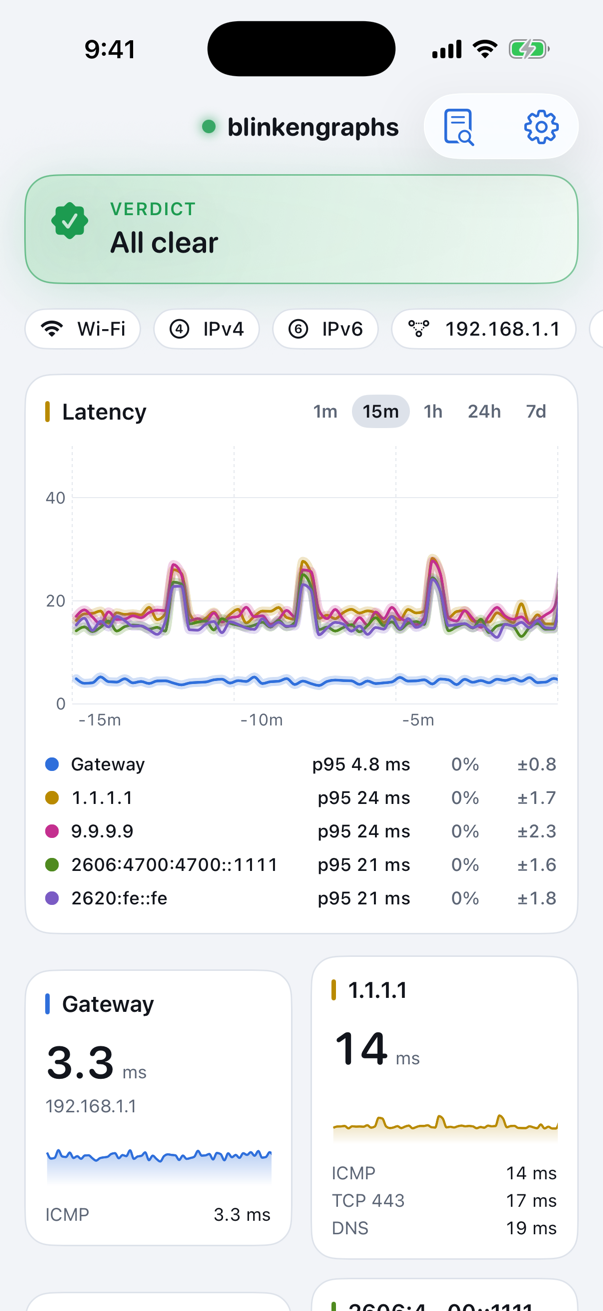 9:41
blinkengraphs
VERDICT
All clear
Wi-Fi
4 IPv4
6 IPv6
192.168.1.1
Latency
1m 15m 1h 24h 7d
40
20
0
-15m -10m -5m
Gateway p95 4.8 ms 0% ±0.8
1.1.1.1 p95 24 ms 0% ±1.7
9.9.9.9 p95 24 ms 0% ±2.3
2606:4700:4700::1111 p95 21 ms 0% ±1.6
2620:fe::fe p95 21 ms 0% ±1.8
Gateway
3.3 ms
192.168.1.1
ICMP 3.3 ms
1.1.1.1
14 ms
ICMP 14 ms
TCP 443 17 ms
DNS 19 ms
2606:4…00::1111